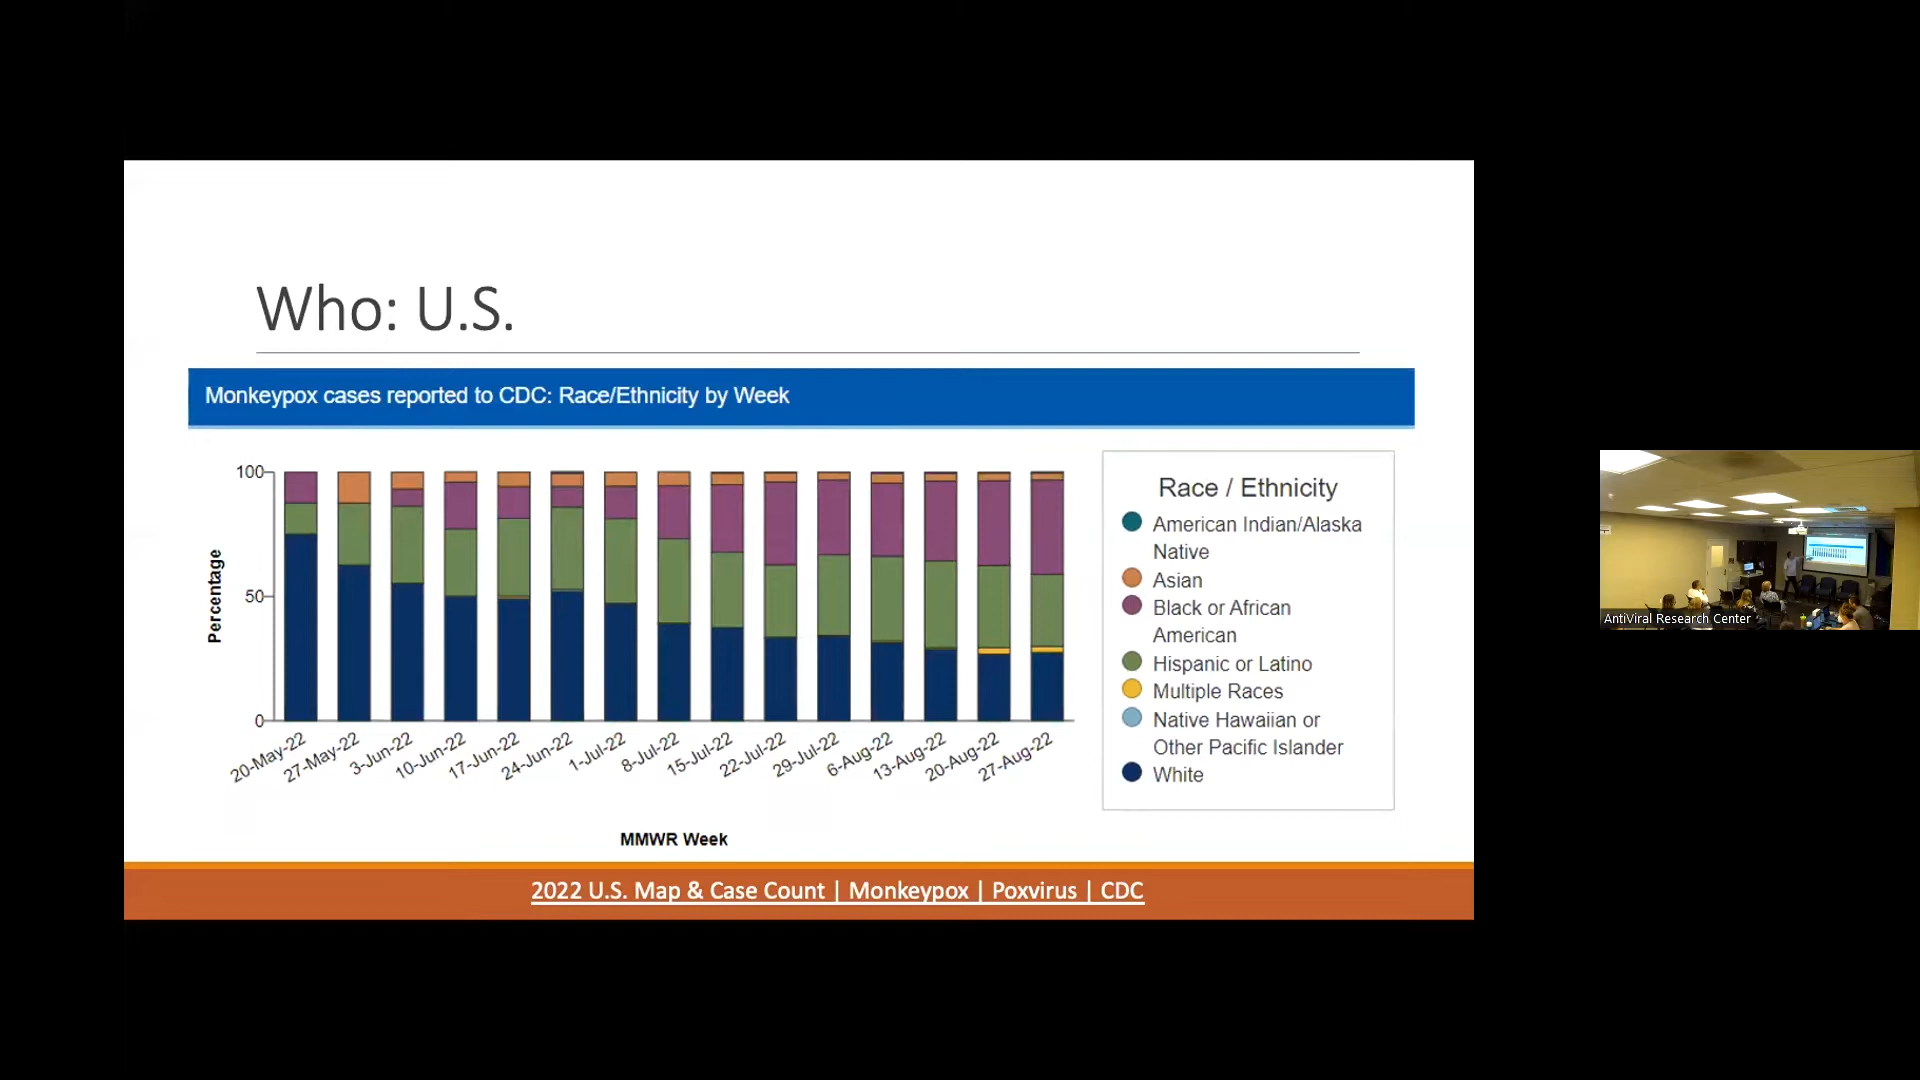 Who: U.S.
Monkeypox cases reported to CDC: Race/Ethnicity by Week
Percentage
100
50
0
20-May-22
27-May-22
3-Jun-22
10-Jun-22
17-Jun-22
24-Jun-22
1-Jul-22
8-Jul-22
15-Jul-22
22-Jul-22
29-Jul-22
6-Aug-22
13-Aug-22
20-Aug-22
27-Aug-22
MMWR Week
Race / Ethnicity
American Indian/Alaska
Native
Asian
Black or African
American
Hispanic or Latino
Multiple Races
Native Hawaiian or
Other Pacific Islander
White
2022 U.S. Map & Case Count | Monkeypox | Poxvirus | CDC
AntiViral Research Center